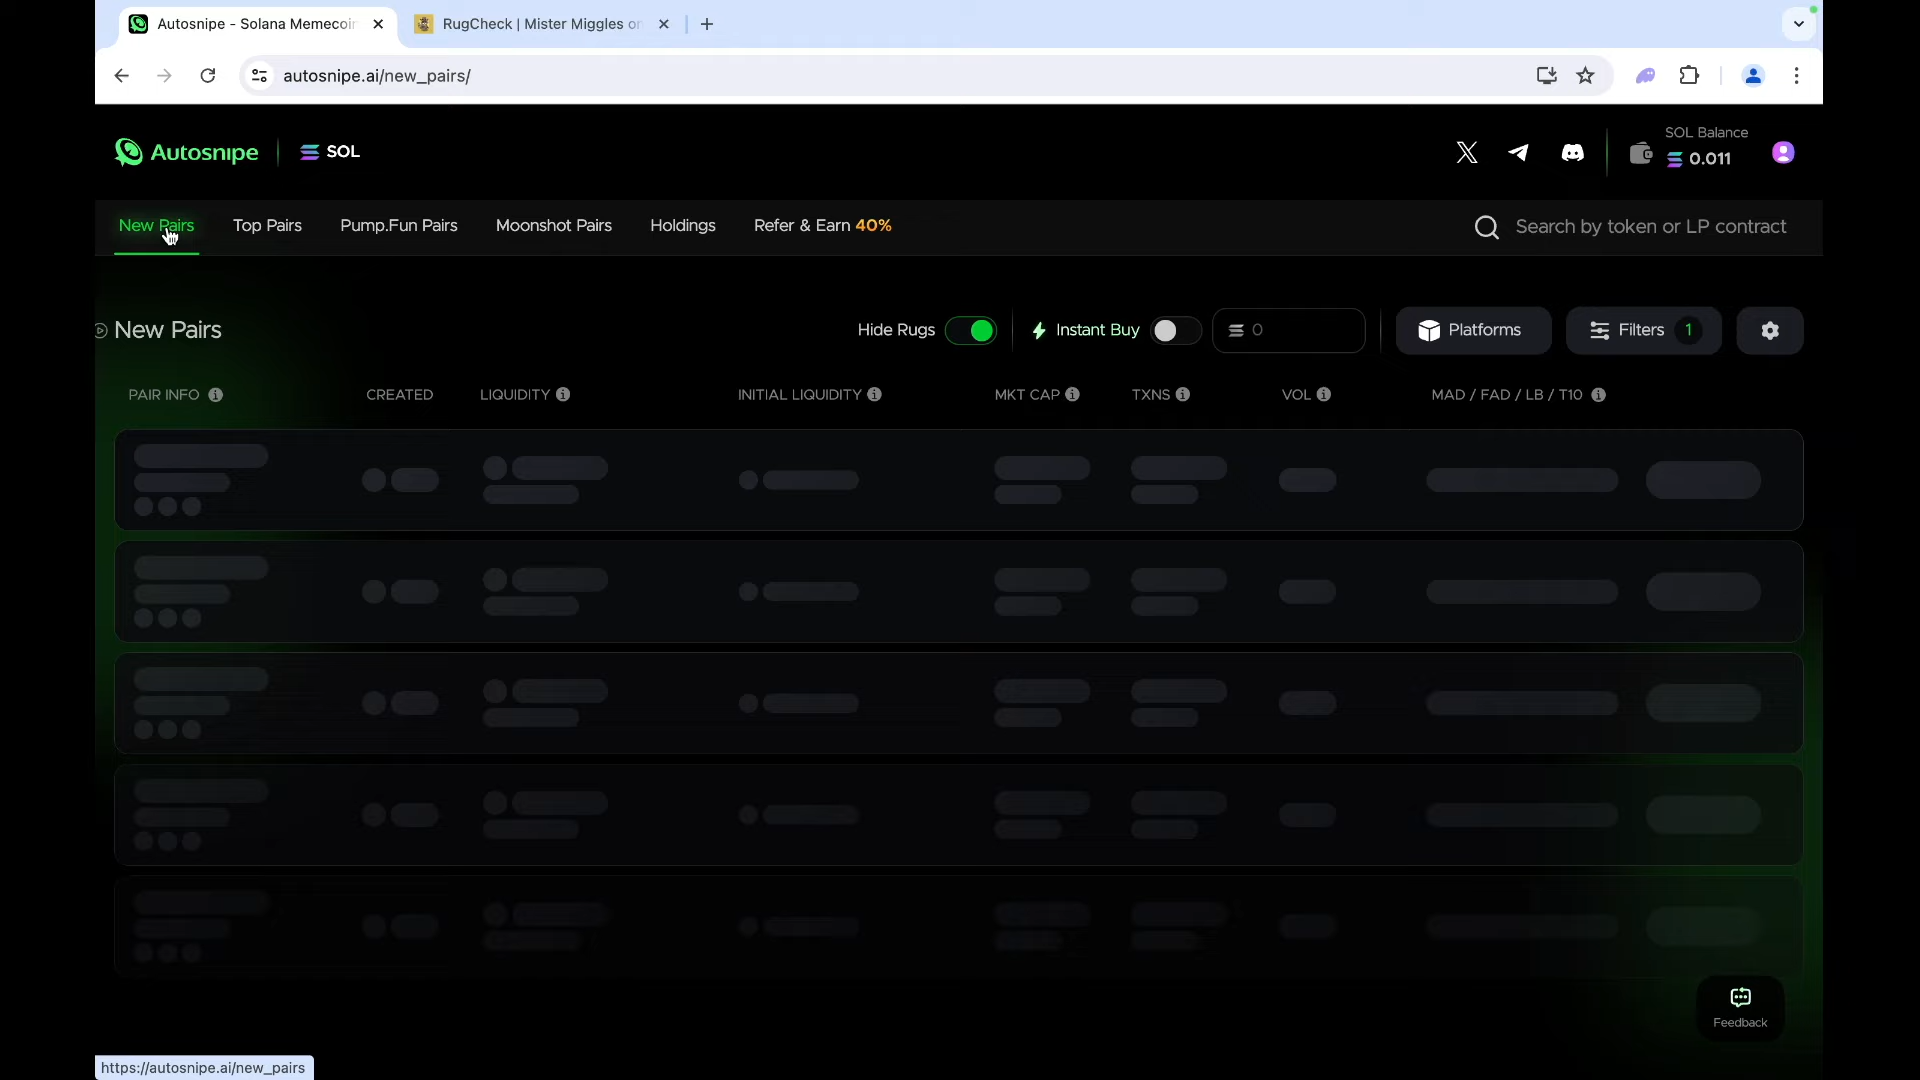 Autosnipe - Solana Memecoin
RugCheck | Mister Miggles on
autosnipe.ai/new_pairs/
Autosnipe
SOL
SOL Balance
0.011
New Pairs
Top Pairs
Pump.Fun Pairs
Moonshot Pairs
Holdings
Refer & Earn 40%
Search by token or LP contract
New Pairs
Hide Rugs
Instant Buy
0
Platforms
Filters 1
PAIR INFO
CREATED
LIQUIDITY
INITIAL LIQUIDITY
MKT CAP
TXNS
VOL
MAD / FAD / LB / T10
Feedback
https://autosnipe.ai/new_pairs